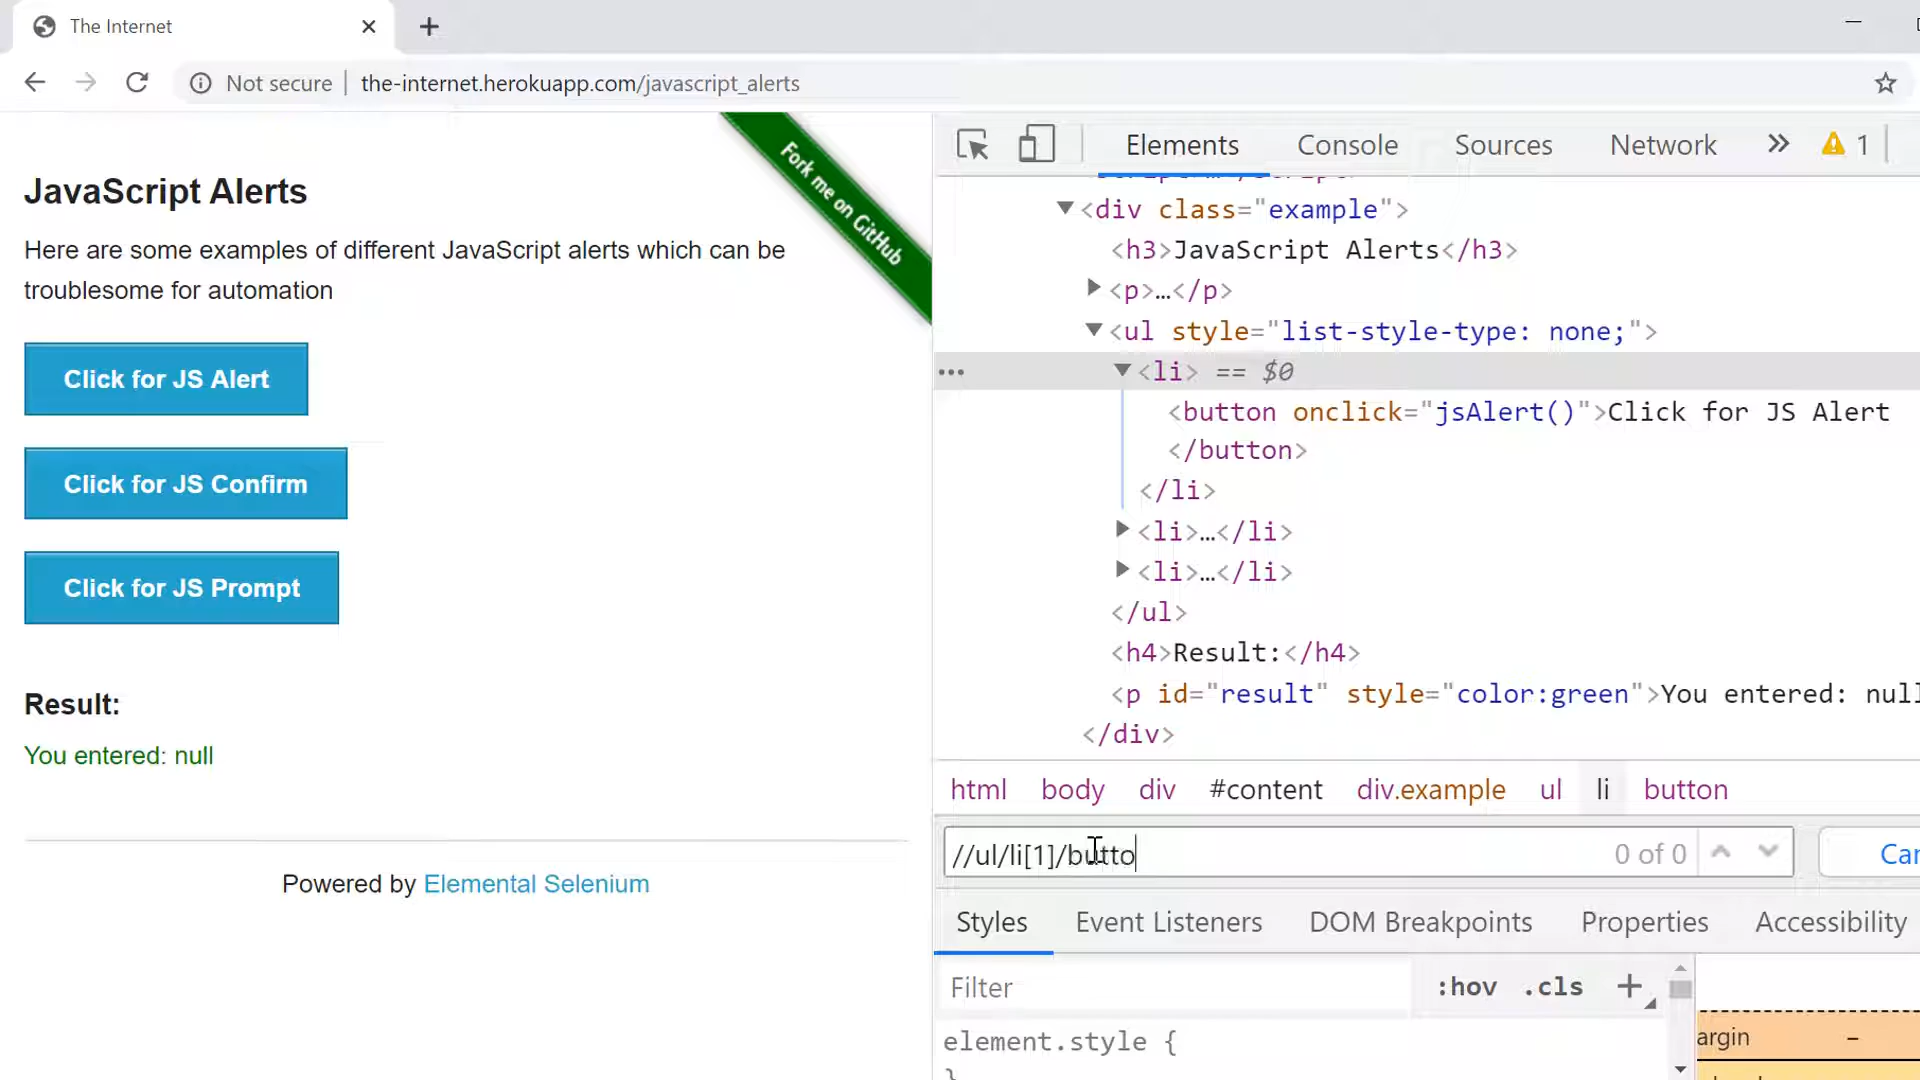 The Internet
Not secure the-internet.herokuapp.com/javascript_alerts
Fork me on GitHub
JavaScript Alerts
Here are some examples of different JavaScript alerts which can be
troublesome for automation
Click for JS Alert
Click for JS Confirm
Click for JS Prompt
Result:
You entered: null
Powered by Elemental Selenium
Elements Console Sources Network » 1
<div class="example">
<h3>JavaScript Alerts</h3>
<p>…</p>
<ul style="list-style-type: none;">
<li> == $0
<button onclick="jsAlert()">Click for JS Alert
</button>
</li>
<li>…</li>
<li>…</li>
</ul>
<h4>Result:</h4>
<p id="result" style="color:green">You entered: null
</div>
html body div #content div.example ul li button
//ul/li[1]/butto 0 of 0
Styles Event Listeners DOM Breakpoints Properties Accessibility
Filter :hov .cls +
element.style {
}
argin –